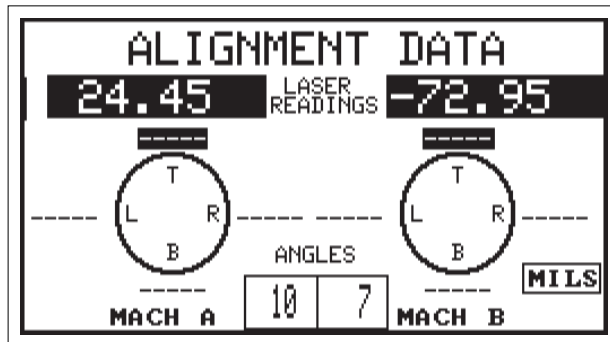 ALIGNMENT DATA
24.45 LASER READINGS -72.95
----- -----
T T
----- L R ----- ----- L R -----
B ANGLES B
MILS
----- 10 7 -----
MACH A MACH B